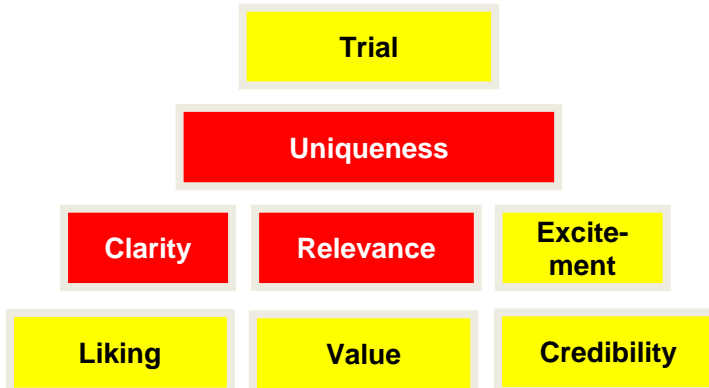 Trial
Uniqueness
Clarity
Relevance
Excite-
ment
Liking
Value
Credibility